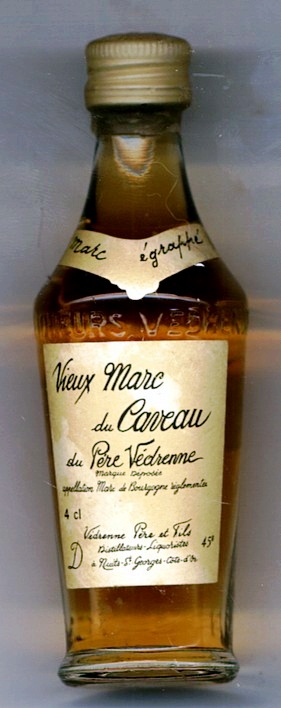 Marc égrappé
Vieux Marc
du Caveau
du Père Védrenne
Marque Déposée
appellation Marc de Bourgogne réglementée
4 cl
Védrenne Père et Fils
D Distillateurs-Liquoristes 45°
à Nuits-St Georges-Cote-d'Or